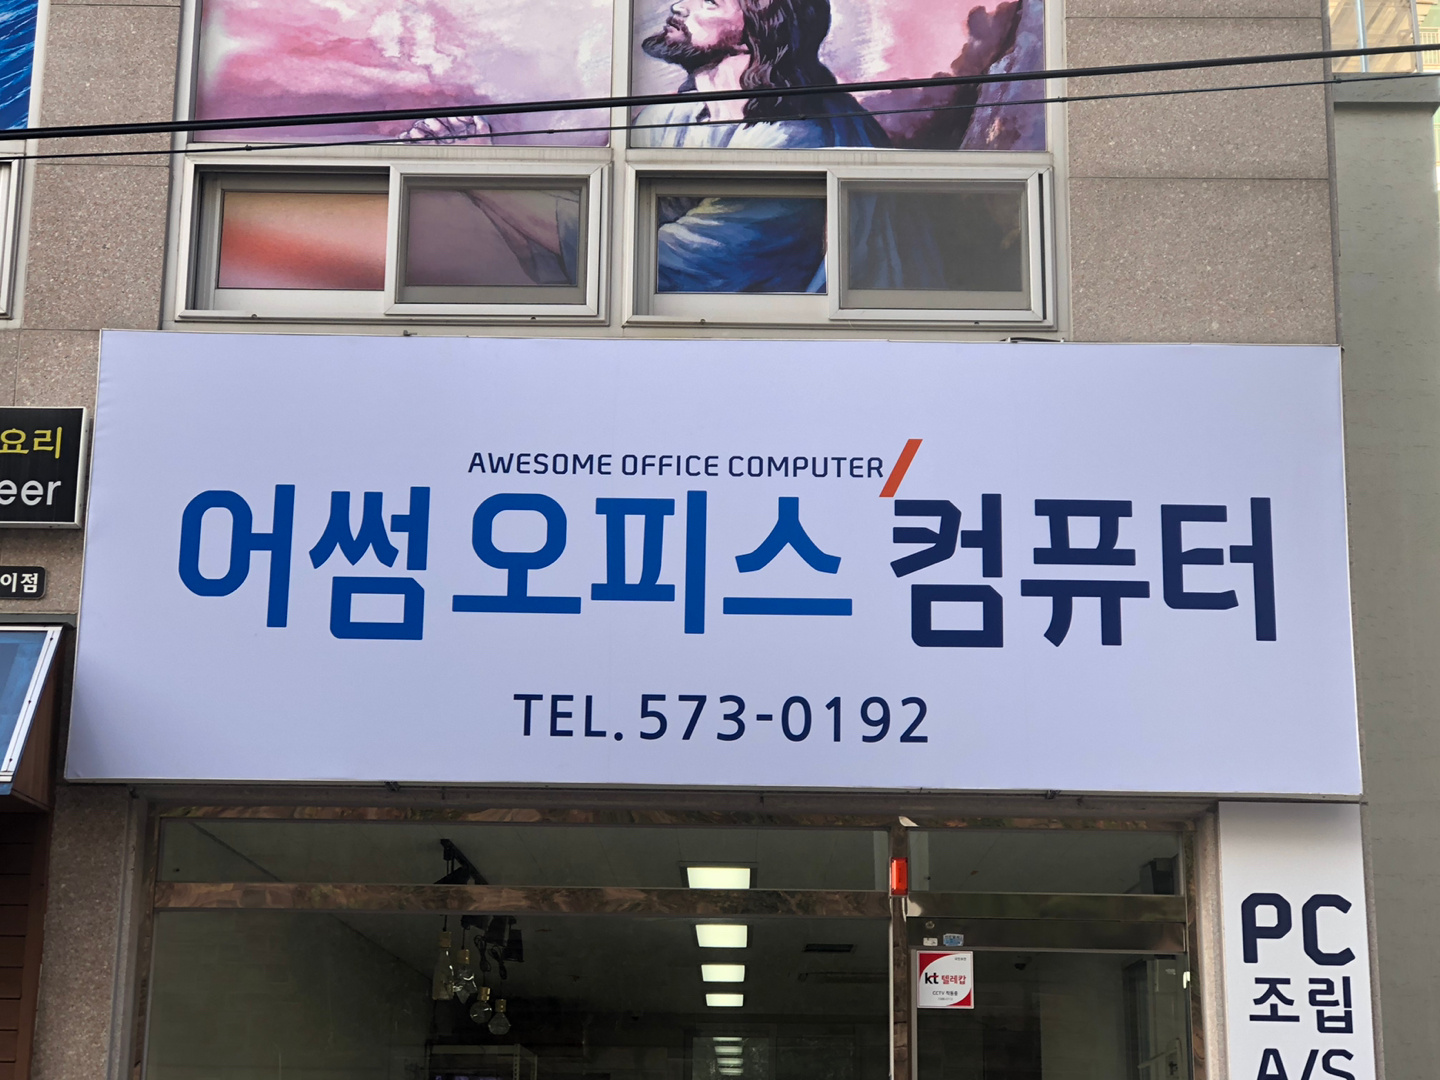 요리
eer
이점
AWESOME OFFICE COMPUTER
어썸오피스 컴퓨터
TEL. 573-0192
kt 텔레캅
PC
조립
A/S